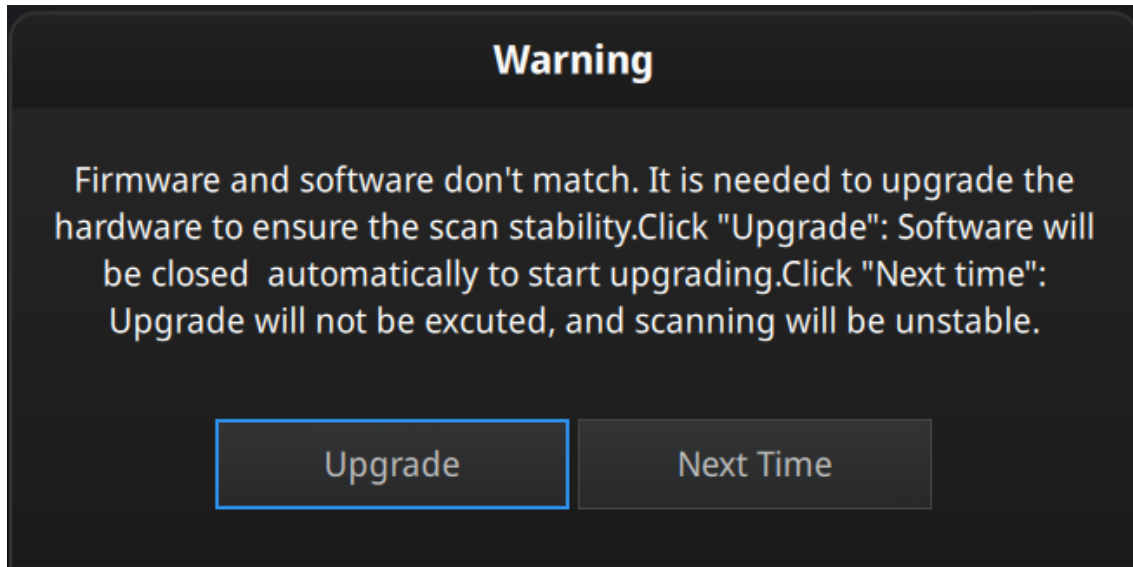 Warning
Firmware and software don't match. It is needed to upgrade the
hardware to ensure the scan stability.Click "Upgrade": Software will
be closed  automatically to start upgrading.Click "Next time":
Upgrade will not be excuted, and scanning will be unstable.
Upgrade
Next Time